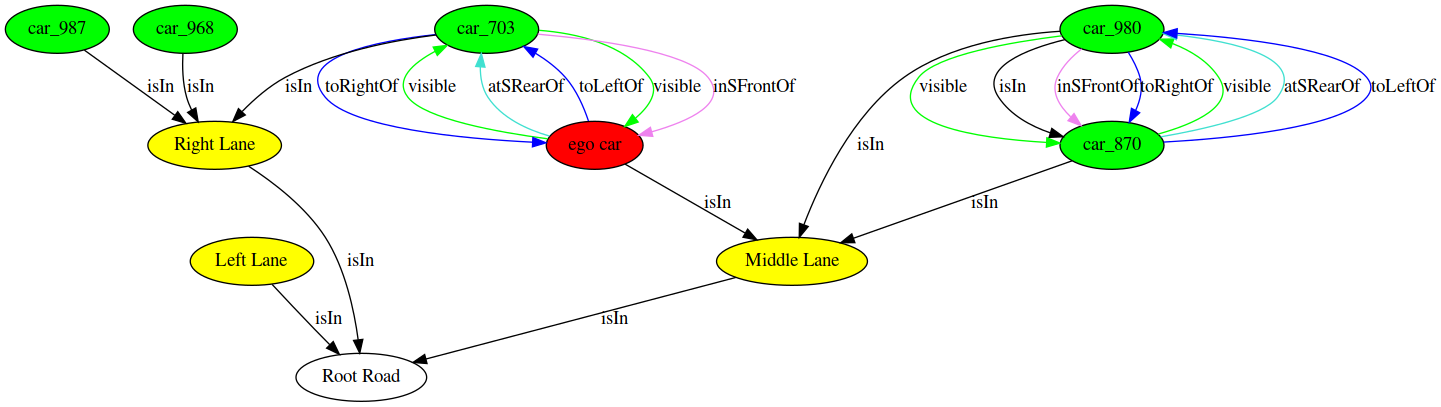 car_987
car_968
car_703
car_980
isIn
isIn
isIn
toRightOf
visible
atSRearOf
toLeftOf
visible
inSFrontOf
visible
isIn
inSFrontOf
toRightOf
visible
atSRearOf
toLeftOf
Right Lane
ego car
isIn
car_870
isIn
isIn
Left Lane
isIn
Middle Lane
isIn
isIn
Root Road